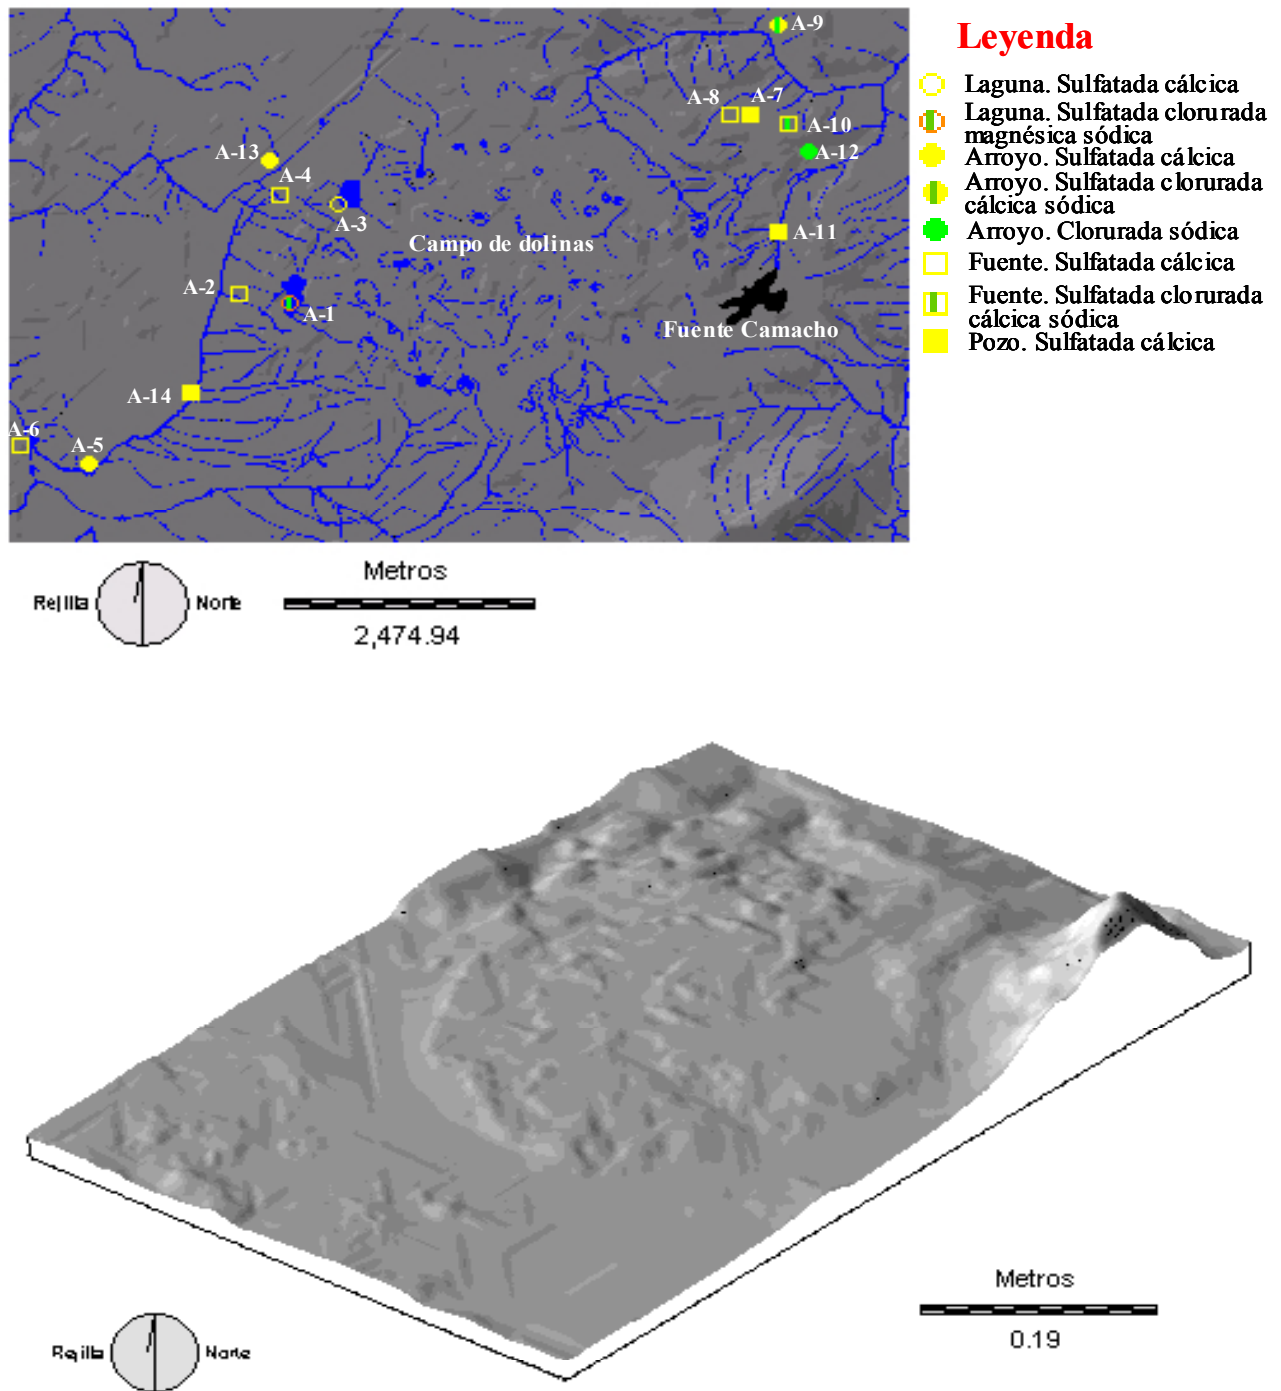 A-9
A-8
A-7
A-10
A-12
A-13
A-4
A-3
Campo de dolinas
A-11
A-2
A-1
Fuente Camacho
A-14
A-6
A-5
Leyenda
Laguna. Sulfatada cálcica
Laguna. Sulfatada clorurada
magnésica sódica
Arroyo. Sulfatada cálcica
Arroyo. Sulfatada clorurada
cálcica sódica
Arroyo. Clorurada sódica
Fuente. Sulfatada cálcica
Fuente. Sulfatada clorurada
cálcica sódica
Pozo. Sulfatada cálcica
Rejilla
Norte
Metros
2,474.94
Metros
0.19
Rejilla
Norte